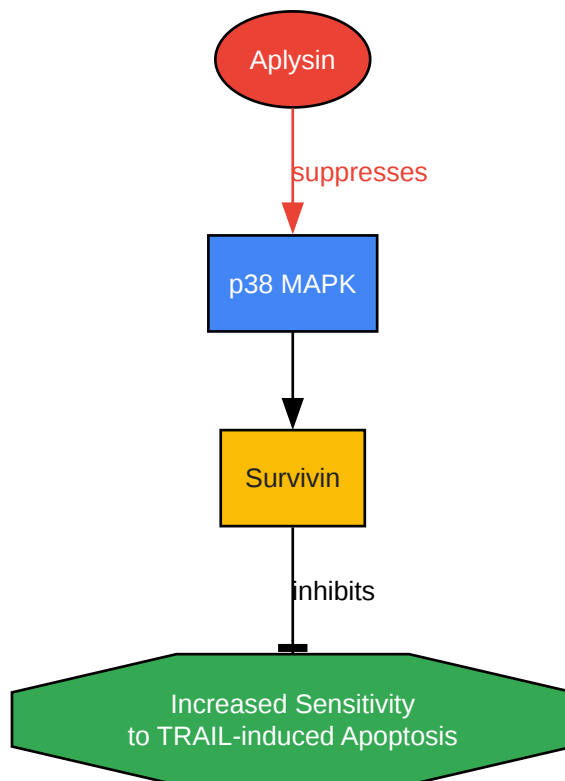 Aplysin
suppresses
p38 MAPK
Survivin
inhibits
Increased Sensitivity
to TRAIL-induced Apoptosis